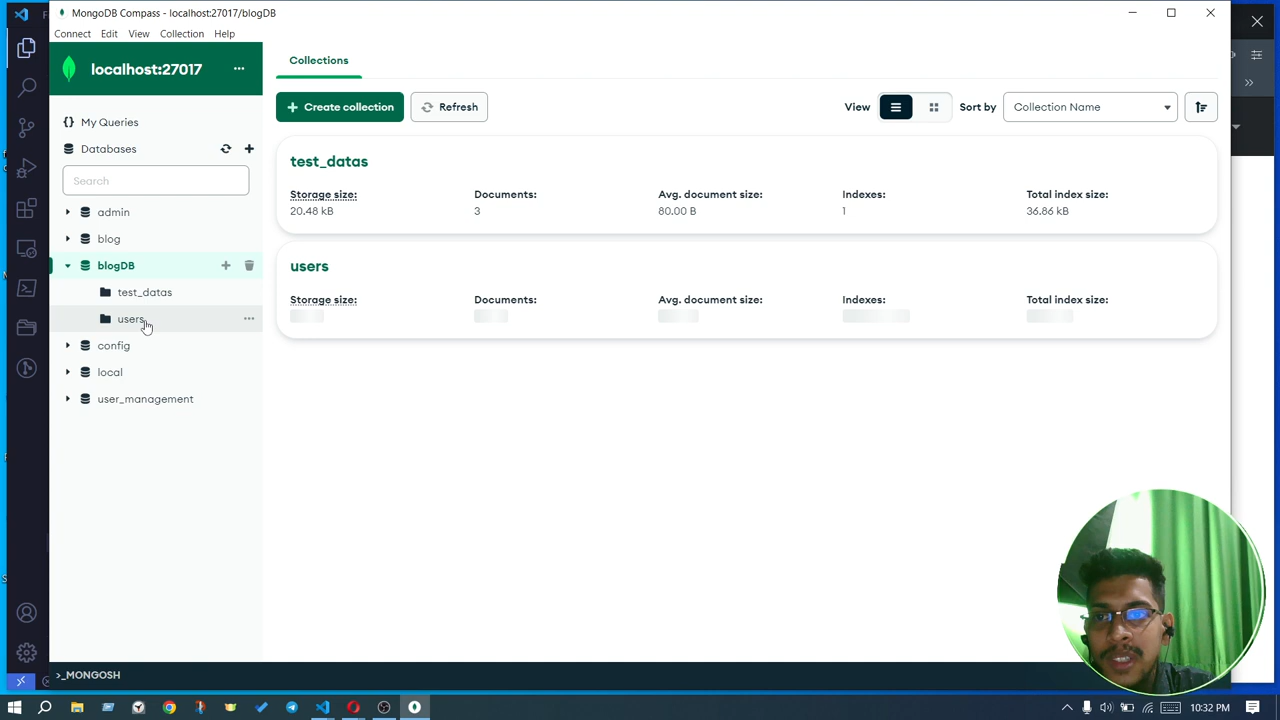 MongoDB Compass - localhost:27017/blogDB
Connect Edit View Collection Help
localhost:27017
Collections
Create collection
Refresh
View
Sort by
Collection Name
{} My Queries
Databases
Search
admin
blog
blogDB
test_datas
users
config
local
user_management
test_datas
Storage size: Documents: Avg. document size: Indexes: Total index size:
20.48 kB 3 80.00 B 1 36.86 kB
users
Storage size: Documents: Avg. document size: Indexes: Total index size:
>_MONGOSH
10:32 PM